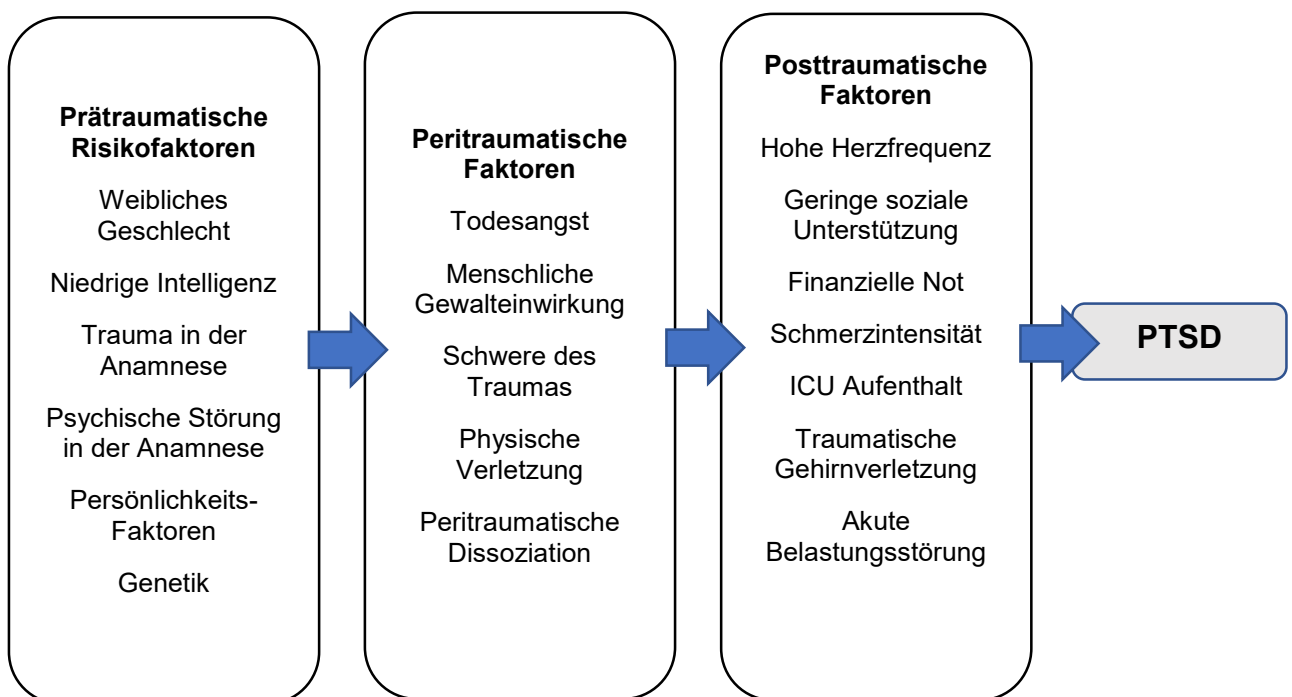 Prätraumatische
Risikofaktoren
Weibliches
Geschlecht
Niedrige Intelligenz
Trauma in der
Anamnese
Psychische Störung
in der Anamnese
Persönlichkeits-
Faktoren
Genetik
Peritraumatische
Faktoren
Todesangst
Menschliche
Gewalteinwirkung
Schwere des
Traumas
Physische
Verletzung
Peritraumatische
Dissoziation
Posttraumatische
Faktoren
Hohe Herzfrequenz
Geringe soziale
Unterstützung
Finanzielle Not
Schmerzintensität
ICU Aufenthalt
Traumatische
Gehirnverletzung
Akute
Belastungsstörung
PTSD